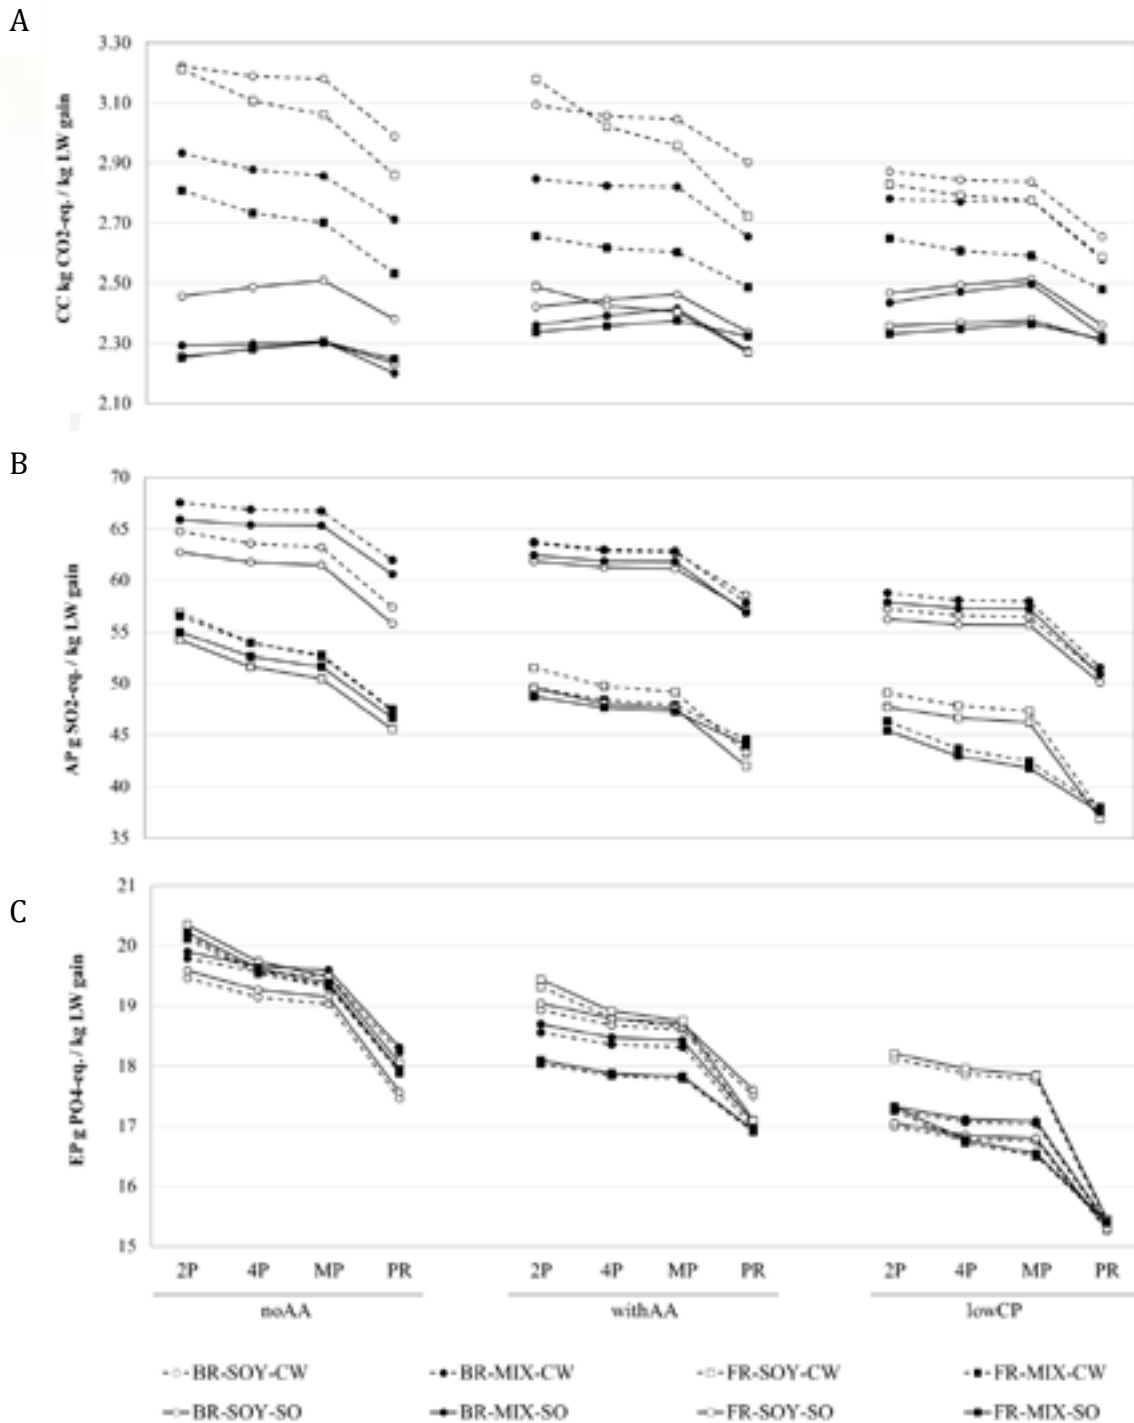 A
CC kg CO2-eq. / kg LW gain
3.30
3.10
2.90
2.70
2.50
2.30
2.10
B
AP g SO2-eq. / kg LW gain
70
65
60
55
50
45
40
35
C
EP g PO4-eq. / kg LW gain
21
20
19
18
17
16
15
2P 4P MP PR 2P 4P MP PR 2P 4P MP PR
noAA withAA lowCP
BR-SOY-CW BR-MIX-CW FR-SOY-CW FR-MIX-CW
BR-SOY-SO BR-MIX-SO FR-SOY-SO FR-MIX-SO